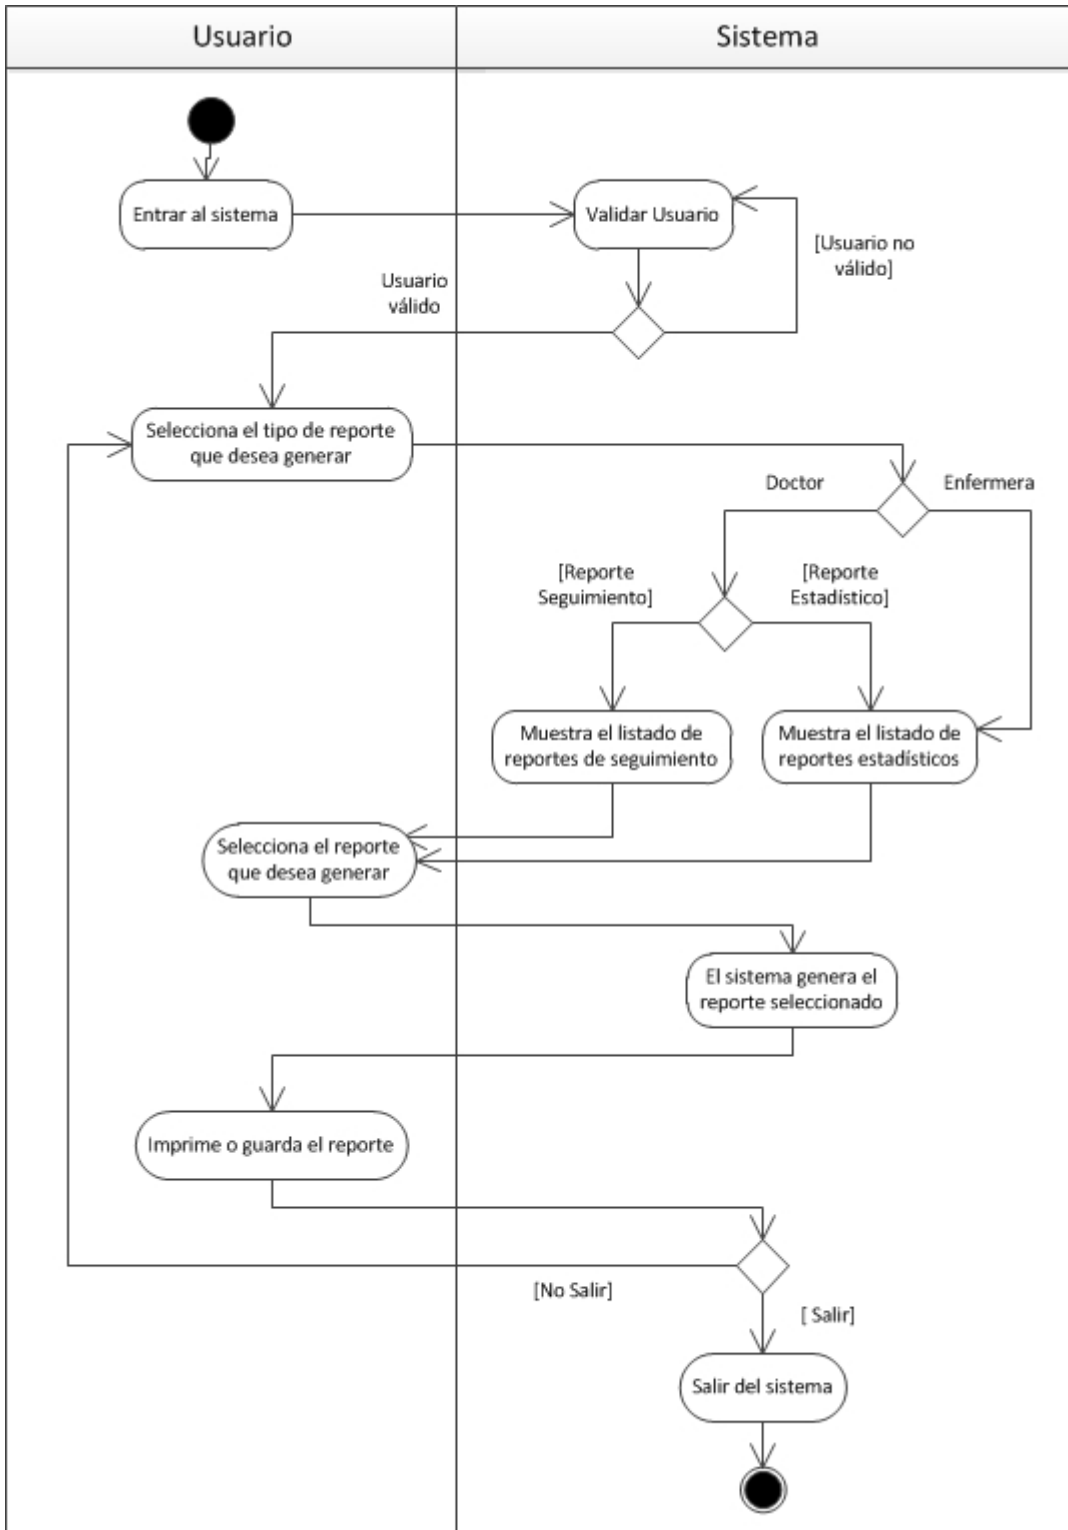 Usuario
Sistema
Entrar al sistema
Validar Usuario
[Usuario no
válido]
Usuario
válido
Selecciona el tipo de reporte
que desea generar
Doctor
Enfermera
[Reporte
Seguimiento]
[Reporte
Estadístico]
Muestra el listado de
reportes de seguimiento
Muestra el listado de
reportes estadísticos
Selecciona el reporte
que desea generar
El sistema genera el
reporte seleccionado
Imprime o guarda el reporte
[No Salir]
[ Salir]
Salir del sistema